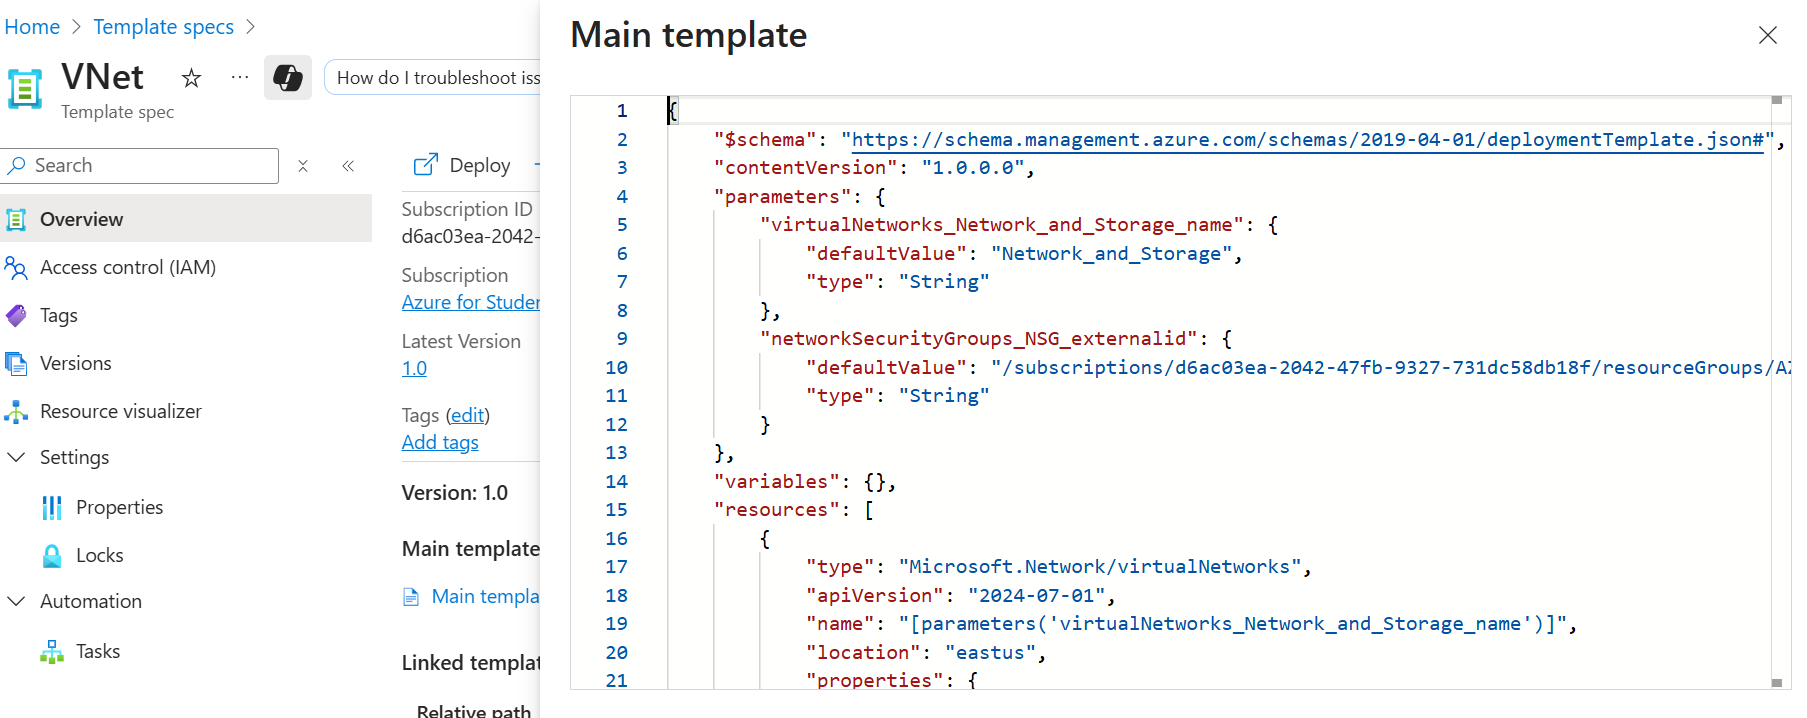 Home > Template specs >
VNet
Template spec
How do I troubleshoot iss
Search
Overview
Access control (IAM)
Tags
Versions
Resource visualizer
Settings
Properties
Locks
Automation
Tasks
Deploy
Subscription ID
d6ac03ea-2042-
Subscription
Azure for Studen
Latest Version
1.0
Tags (edit)
Add tags
Version: 1.0
Main template
Main templa
Linked templat
Relative path
Main template
1 {
2 "$schema": "https://schema.management.azure.com/schemas/2019-04-01/deploymentTemplate.json#",
3 "contentVersion": "1.0.0.0",
4 "parameters": {
5 "virtualNetworks_Network_and_Storage_name": {
6 "defaultValue": "Network_and_Storage",
7 "type": "String"
8 },
9 "networkSecurityGroups_NSG_externalid": {
10 "defaultValue": "/subscriptions/d6ac03ea-2042-47fb-9327-731dc58db18f/resourceGroups/AZ
11 "type": "String"
12 }
13 },
14 "variables": {},
15 "resources": [
16 {
17 "type": "Microsoft.Network/virtualNetworks",
18 "apiVersion": "2024-07-01",
19 "name": "[parameters('virtualNetworks_Network_and_Storage_name')]",
20 "location": "eastus",
21 "properties": {